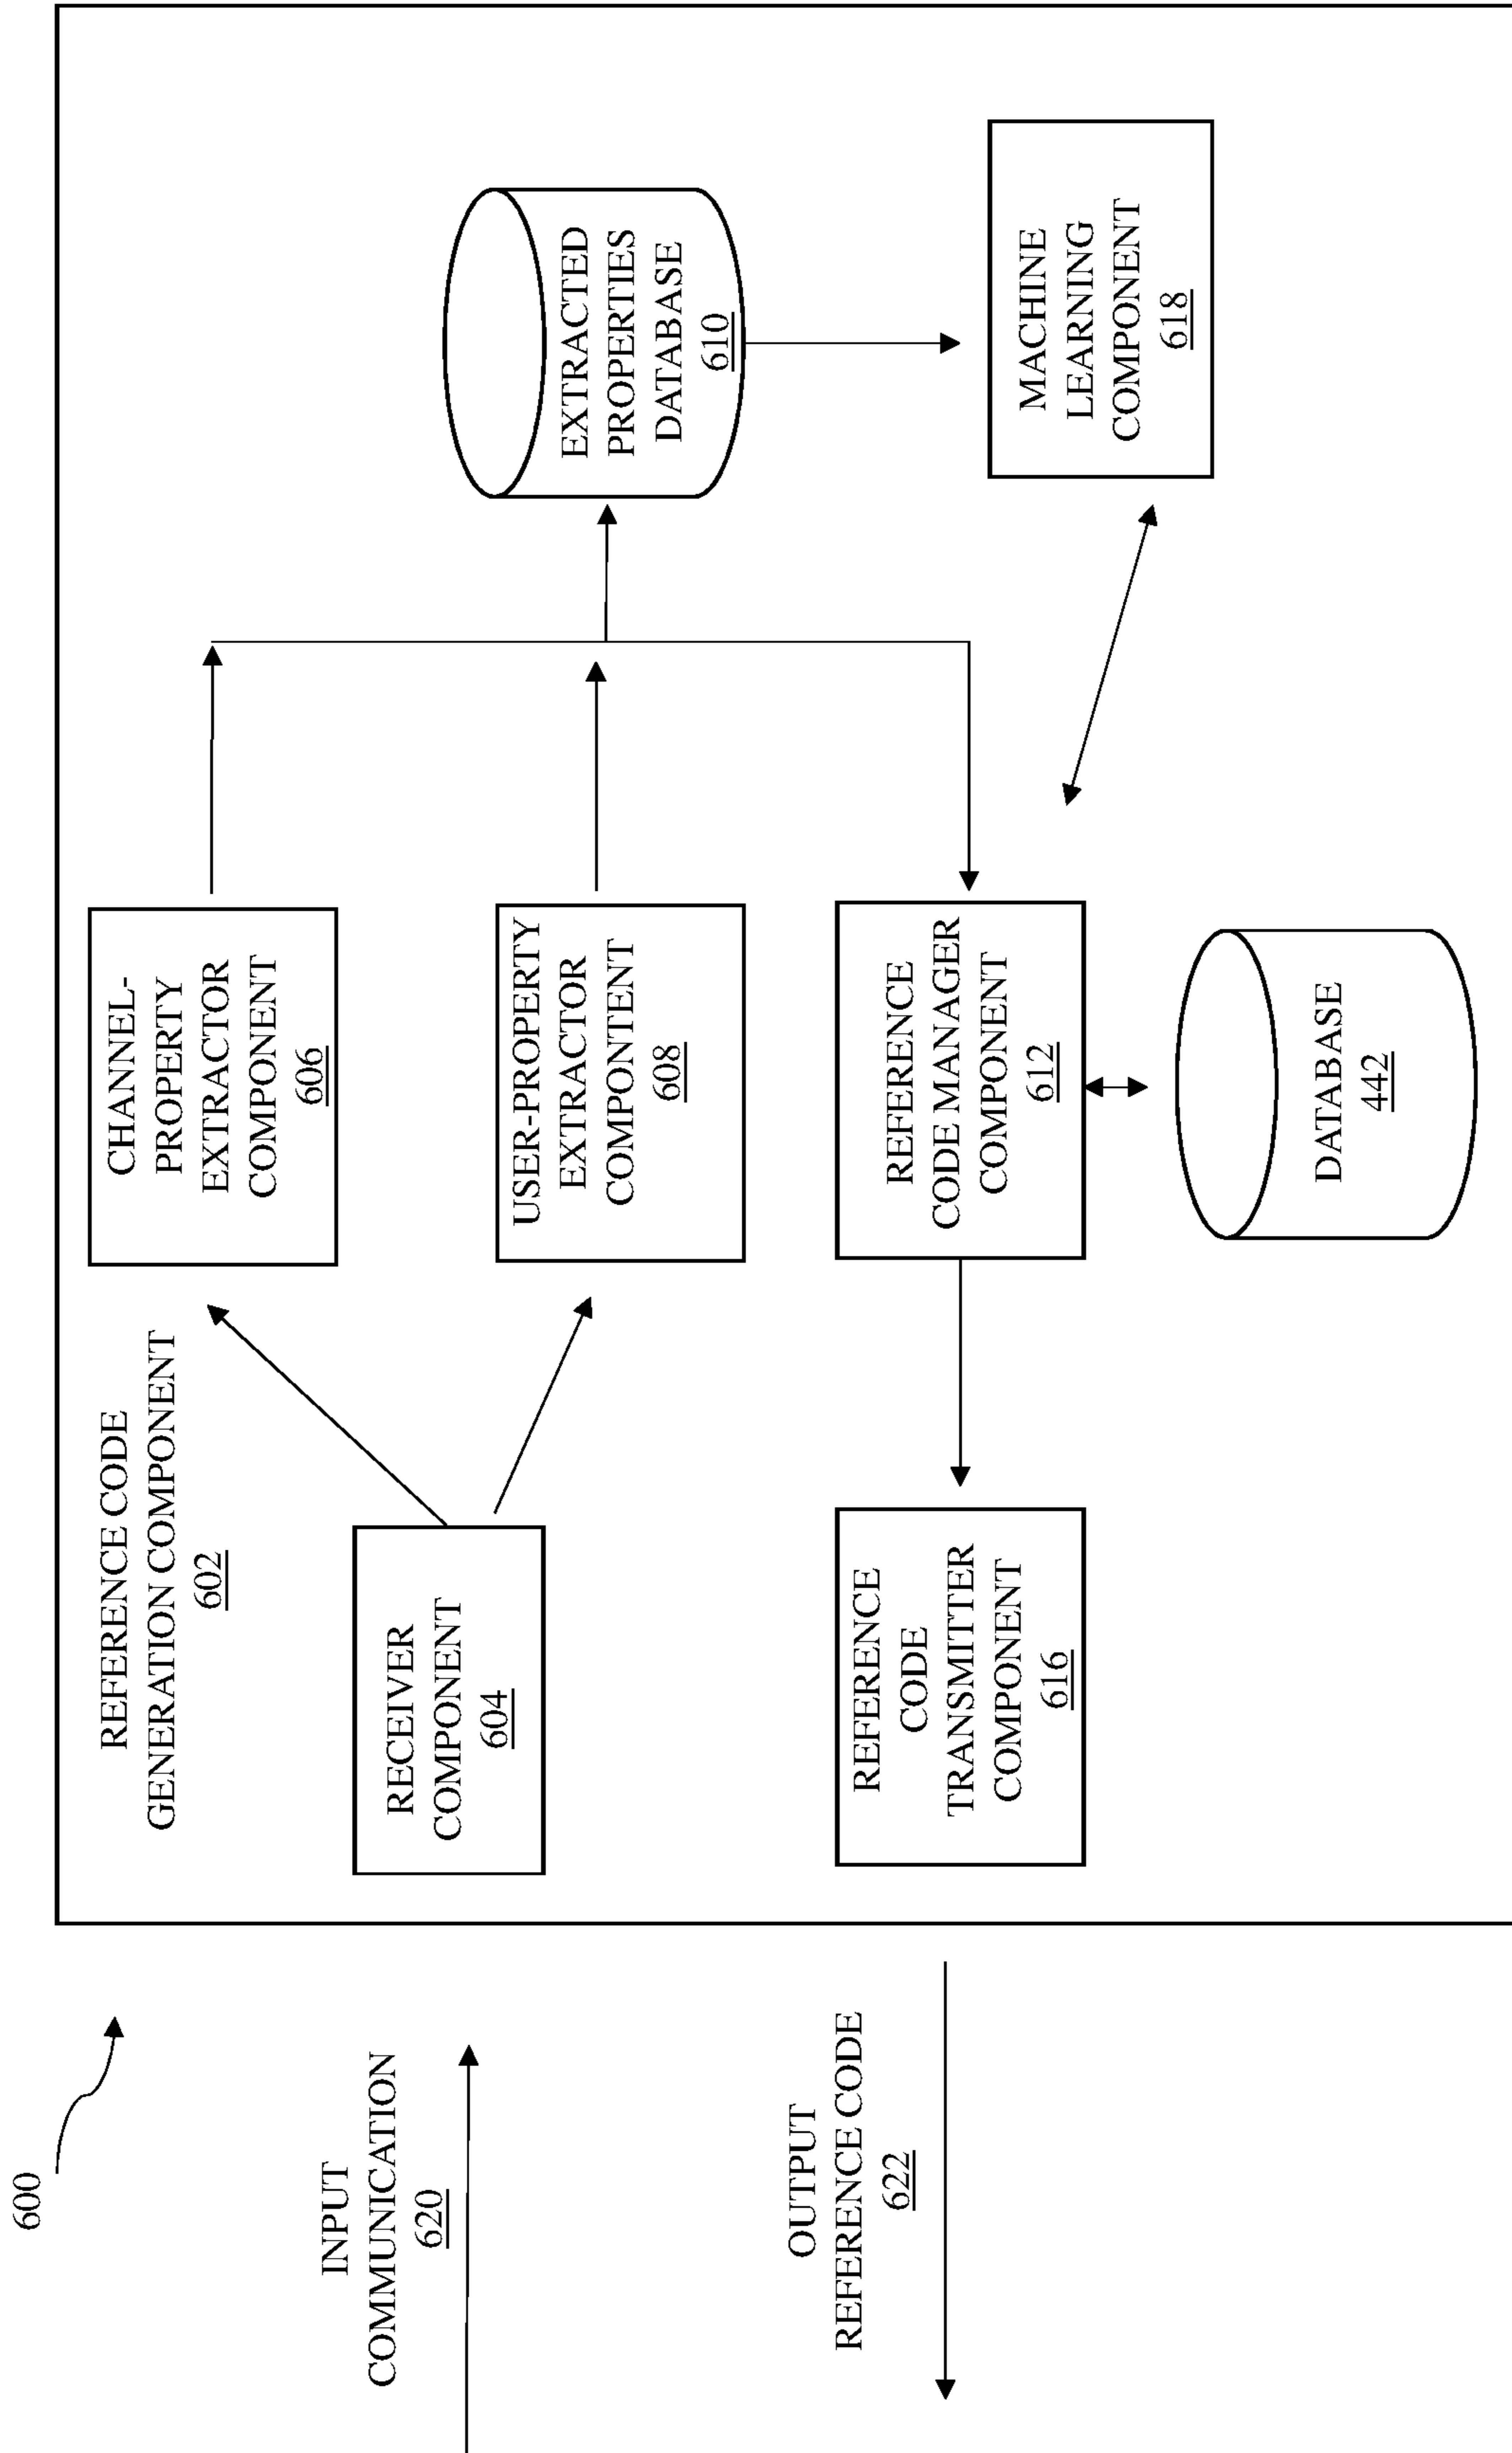 600
REFERENCE CODE
GENERATION COMPONENT
602
INPUT
COMMUNICATION
620
RECEIVER
COMPONENT
604
CHANNEL-
PROPERTY
EXTRACTOR
COMPONENT
606
USER-PROPERTY
EXTRACTOR
COMPONTENT
608
EXTRACTED
PROPERTIES
DATABASE
610
OUTPUT
REFERENCE CODE
622
REFERENCE
CODE
TRANSMITTER
COMPONENT
616
REFERENCE
CODE MANAGER
COMPONENT
612
MACHINE
LEARNING
COMPONENT
618
DATABASE
442